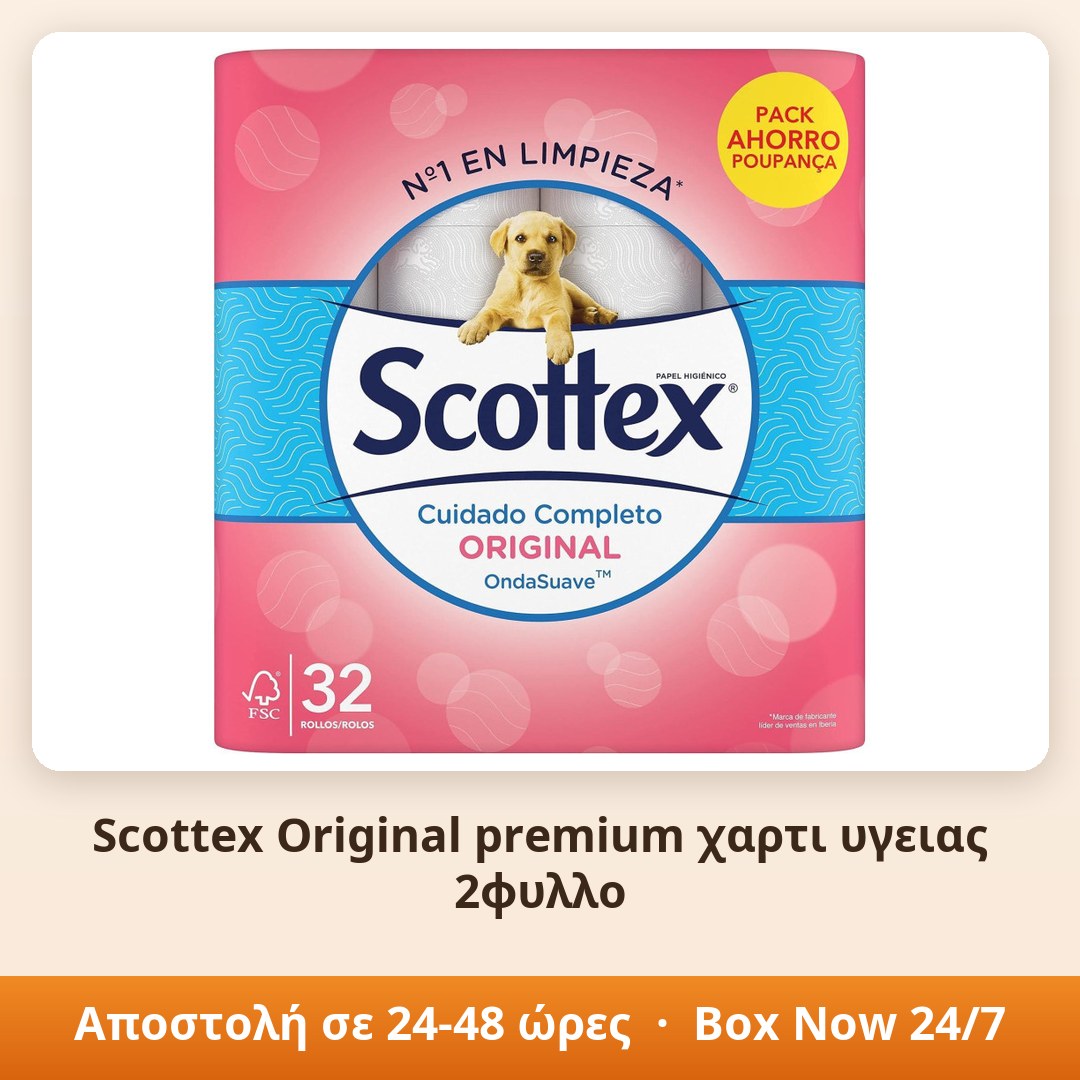 PACK
AHORRO
POUPANÇA
Nº1 EN LIMPIEZA*
PAPEL HIGIÉNICO
Scottex®
Cuidado Completo
ORIGINAL
OndaSuave™
FSC®
32
ROLLOS/ROLOS
*Marca de fabricante
líder de ventas en Iberia
Scottex Original premium χαρτι υγειας
2φυλλο
Αποστολή σε 24-48 ώρες · Box Now 24/7